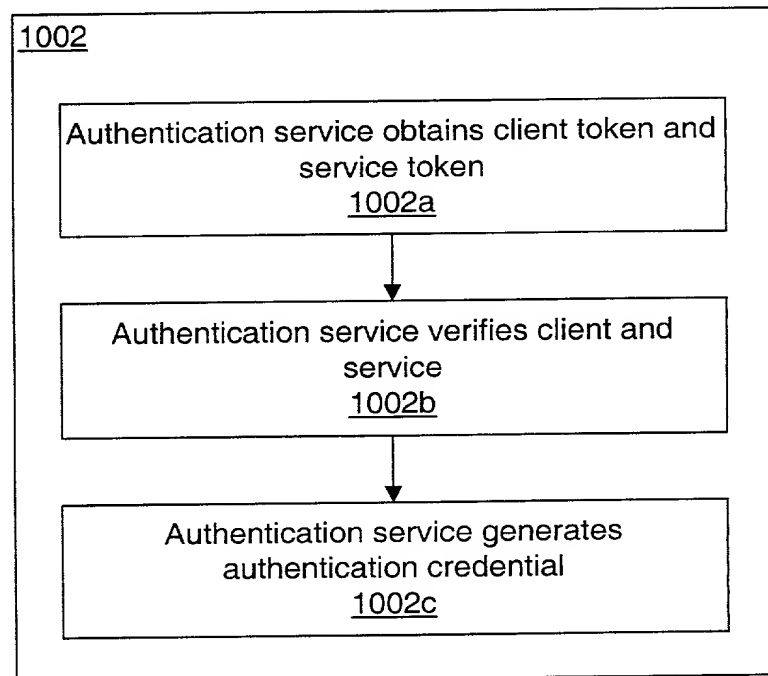 1002
Authentication service obtains client token and
service token
1002a
Authentication service verifies client and
service
1002b
Authentication service generates
authentication credential
1002c